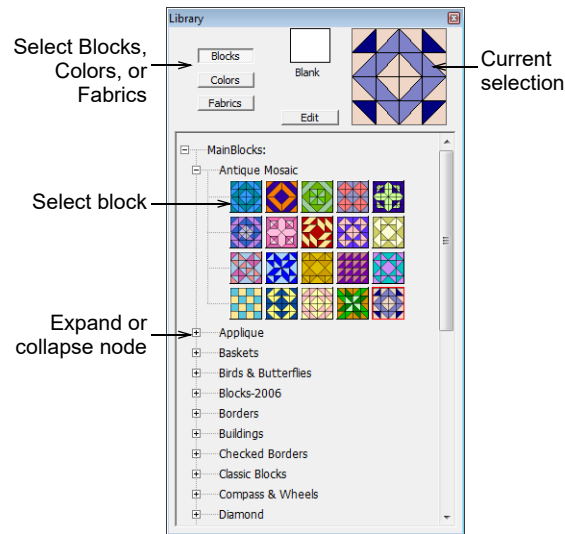 Library
Select Blocks,
Colors, or
Fabrics
Blocks
Colors
Fabrics
Blank
Edit
Current
selection
MainBlocks:
Antique Mosaic
Select block
Expand or
collapse node
Applique
Baskets
Birds & Butterflies
Blocks-2006
Borders
Buildings
Checked Borders
Classic Blocks
Compass & Wheels
Diamond